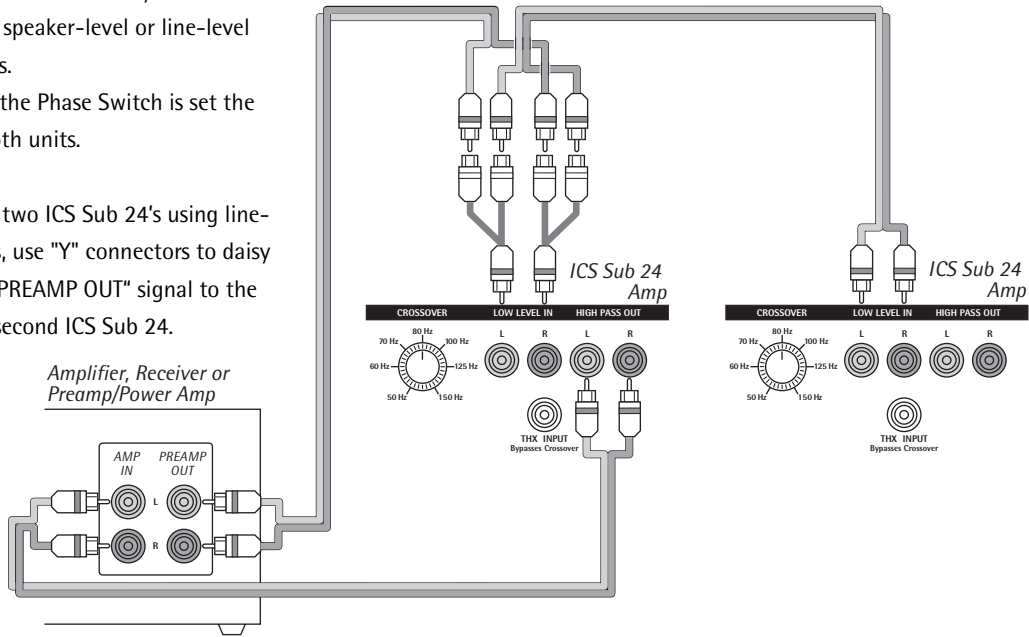 speaker-level or line-level
s.
the Phase Switch is set the
oth units.
two ICS Sub 24's using line-
s, use "Y" connectors to daisy
PREAMP OUT" signal to the
second ICS Sub 24.
Amplifier, Receiver or
Preamp/Power Amp
AMP
IN
PREAMP
OUT
L
R
ICS Sub 24
Amp
CROSSOVER LOW LEVEL IN HIGH PASS OUT
L R L R
80 Hz
70 Hz 100 Hz
60 Hz 125 Hz
50 Hz 150 Hz
THX INPUT
Bypasses Crossover
ICS Sub 24
Amp
CROSSOVER LOW LEVEL IN HIGH PASS OUT
L R L R
80 Hz
70 Hz 100 Hz
60 Hz 125 Hz
50 Hz 150 Hz
THX INPUT
Bypasses Crossover